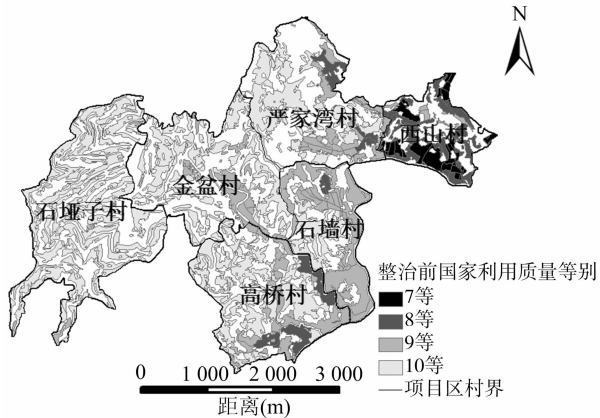 N
严家湾村
西山村
金盆村
石垭子村
石墙村
高桥村
整治前国家利用质量等别
7等
8等
9等
10等
项目区村界
0 1 000 2 000 3 000
距离(m)